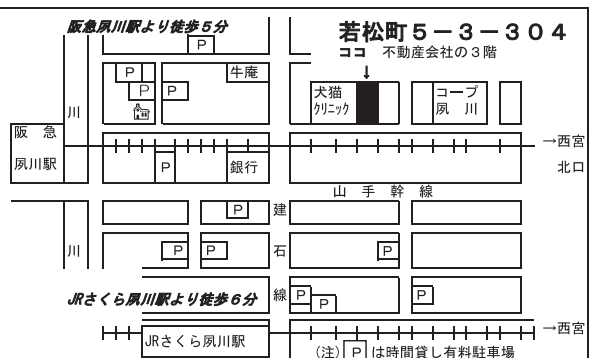 阪急夙川駅より徒歩5分
若松町5－3－304
ココ 不動産会社の3階
↓
P
牛庵
P
P
P
犬猫
クリニック
コープ
夙 川
川
阪 急
夙川駅
→西宮
北口
P
銀行
山 手 幹 線
P
建
石
線
川
P
P
P
JRさくら夙川駅より徒歩6分
P
P
P
→西宮
JRさくら夙川駅
(注) P は時間貸し有料駐車場